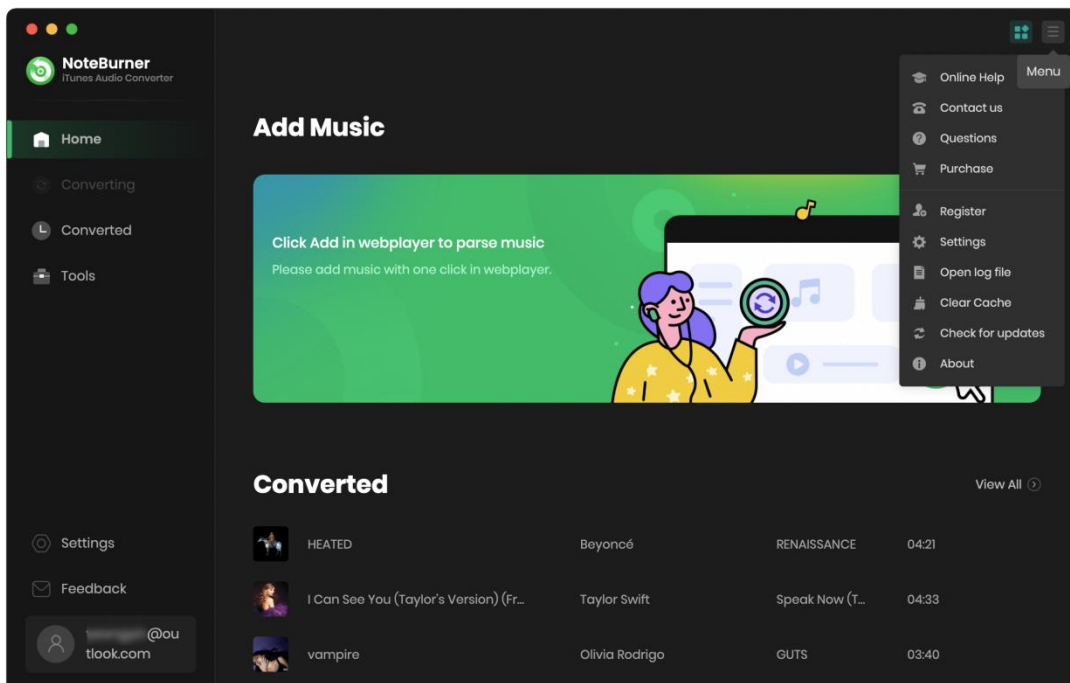 NoteBurner
iTunes Audio Converter
Home
Converting
Converted
Tools
Settings
Feedback
@ou
tlook.com
Menu
Online Help
Contact us
Questions
Purchase
Register
Settings
Open log file
Clear Cache
Check for updates
About
Add Music
Click Add in webplayer to parse music
Please add music with one click in webplayer.
Converted
View All
HEATED Beyoncé RENAISSANCE 04:21
I Can See You (Taylor's Version) (Fr... Taylor Swift Speak Now (T... 04:33
vampire Olivia Rodrigo GUTS 03:40